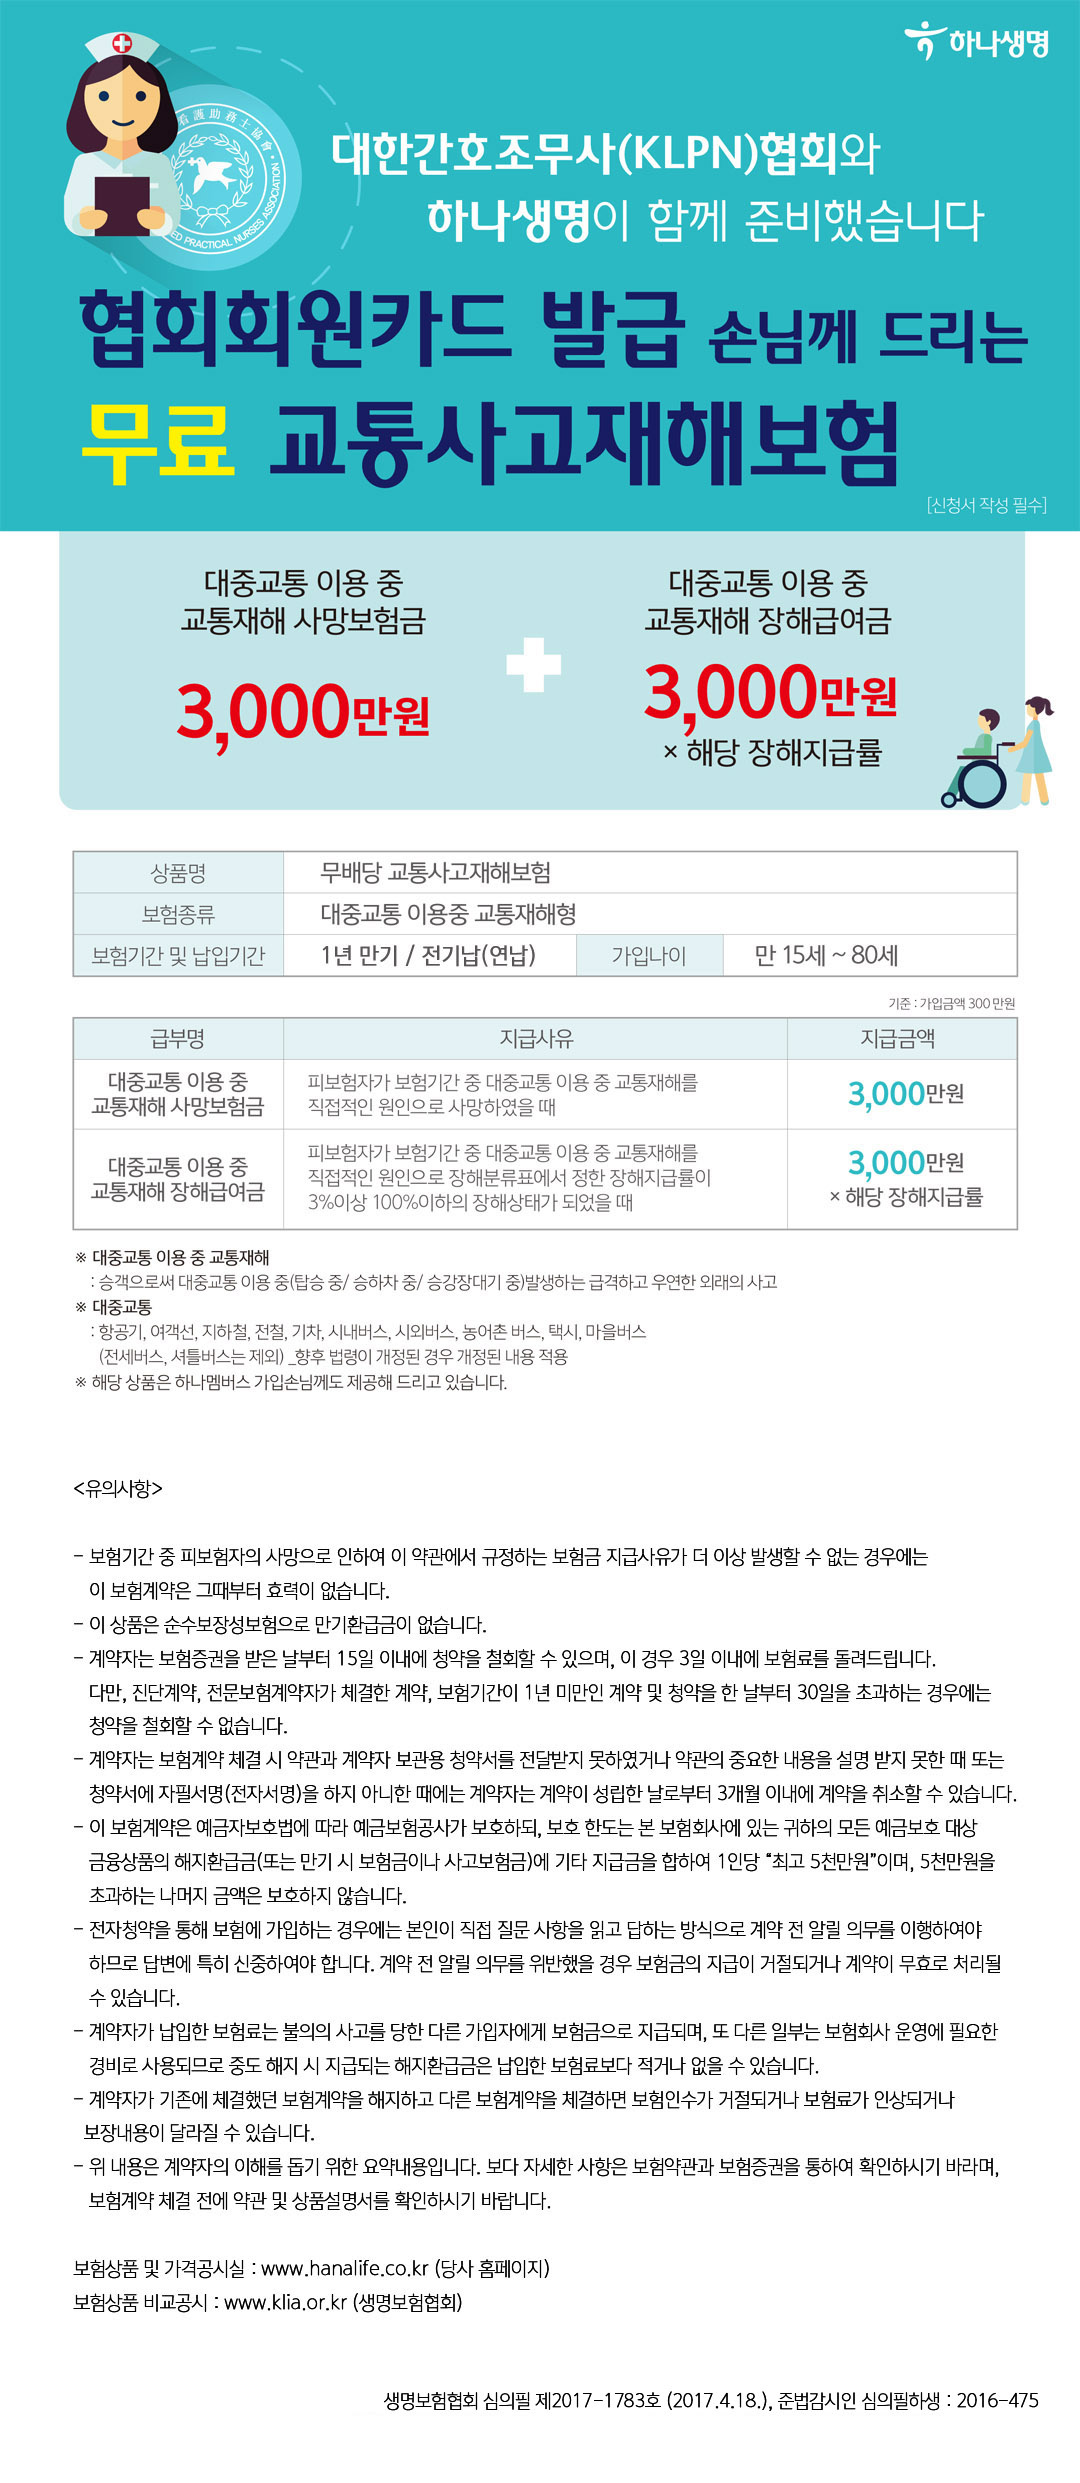 하나생명
看護助務士協會
ED PRACTICAL NURSES ASSOCIATION
대한간호조무사(KLPN)협회와
하나생명이 함께 준비했습니다
협회회원카드 발급 손님께 드리는
무료 교통사고재해보험
[신청서 작성 필수]
대중교통 이용 중
교통재해 사망보험금
3,000만원
대중교통 이용 중
교통재해 장해급여금
3,000만원
× 해당 장해지급률
상품명 무배당 교통사고재해보험
보험종류 대중교통 이용중 교통재해형
보험기간 및 납입기간 1년 만기 / 전기납(연납) 가입나이 만 15세 ~ 80세
기준 : 가입금액 300 만원
급부명 지급사유 지급금액
대중교통 이용 중
교통재해 사망보험금
피보험자가 보험기간 중 대중교통 이용 중 교통재해를
직접적인 원인으로 사망하였을 때
3,000만원
대중교통 이용 중
교통재해 장해급여금
피보험자가 보험기간 중 대중교통 이용 중 교통재해를
직접적인 원인으로 장해분류표에서 정한 장해지급률이
3%이상 100%이하의 장해상태가 되었을 때
3,000만원
× 해당 장해지급률
※ 대중교통 이용 중 교통재해
: 승객으로써 대중교통 이용 중(탑승 중/ 승하차 중/ 승강장대기 중)발생하는 급격하고 우연한 외래의 사고
※ 대중교통
: 항공기, 여객선, 지하철, 전철, 기차, 시내버스, 시외버스, 농어촌 버스, 택시, 마을버스
(전세버스, 셔틀버스는 제외) _향후 법령이 개정된 경우 개정된 내용 적용
※ 해당 상품은 하나멤버스 가입손님께도 제공해 드리고 있습니다.
<유의사항>
- 보험기간 중 피보험자의 사망으로 인하여 이 약관에서 규정하는 보험금 지급사유가 더 이상 발생할 수 없는 경우에는
이 보험계약은 그때부터 효력이 없습니다.
- 이 상품은 순수보장성보험으로 만기환급금이 없습니다.
- 계약자는 보험증권을 받은 날부터 15일 이내에 청약을 철회할 수 있으며, 이 경우 3일 이내에 보험료를 돌려드립니다.
다만, 진단계약, 전문보험계약자가 체결한 계약, 보험기간이 1년 미만인 계약 및 청약을 한 날부터 30일을 초과하는 경우에는
청약을 철회할 수 없습니다.
- 계약자는 보험계약 체결 시 약관과 계약자 보관용 청약서를 전달받지 못하였거나 약관의 중요한 내용을 설명 받지 못한 때 또는
청약서에 자필서명(전자서명)을 하지 아니한 때에는 계약자는 계약이 성립한 날로부터 3개월 이내에 계약을 취소할 수 있습니다.
- 이 보험계약은 예금자보호법에 따라 예금보험공사가 보호하되, 보호 한도는 본 보험회사에 있는 귀하의 모든 예금보호 대상
금융상품의 해지환급금(또는 만기 시 보험금이나 사고보험금)에 기타 지급금을 합하여 1인당 “최고 5천만원”이며, 5천만원을
초과하는 나머지 금액은 보호하지 않습니다.
- 전자청약을 통해 보험에 가입하는 경우에는 본인이 직접 질문 사항을 읽고 답하는 방식으로 계약 전 알릴 의무를 이행하여야
하므로 답변에 특히 신중하여야 합니다. 계약 전 알릴 의무를 위반했을 경우 보험금의 지급이 거절되거나 계약이 무효로 처리될
수 있습니다.
- 계약자가 납입한 보험료는 불의의 사고를 당한 다른 가입자에게 보험금으로 지급되며, 또 다른 일부는 보험회사 운영에 필요한
경비로 사용되므로 중도 해지 시 지급되는 해지환급금은 납입한 보험료보다 적거나 없을 수 있습니다.
- 계약자가 기존에 체결했던 보험계약을 해지하고 다른 보험계약을 체결하면 보험인수가 거절되거나 보험료가 인상되거나
보장내용이 달라질 수 있습니다.
- 위 내용은 계약자의 이해를 돕기 위한 요약내용입니다. 보다 자세한 사항은 보험약관과 보험증권을 통하여 확인하시기 바라며,
보험계약 체결 전에 약관 및 상품설명서를 확인하시기 바랍니다.
보험상품 및 가격공시실 : www.hanalife.co.kr (당사 홈페이지)
보험상품 비교공시 : www.klia.or.kr (생명보험협회)
생명보험협회 심의필 제2017-1783호 (2017.4.18.), 준법감시인 심의필하생 : 2016-475